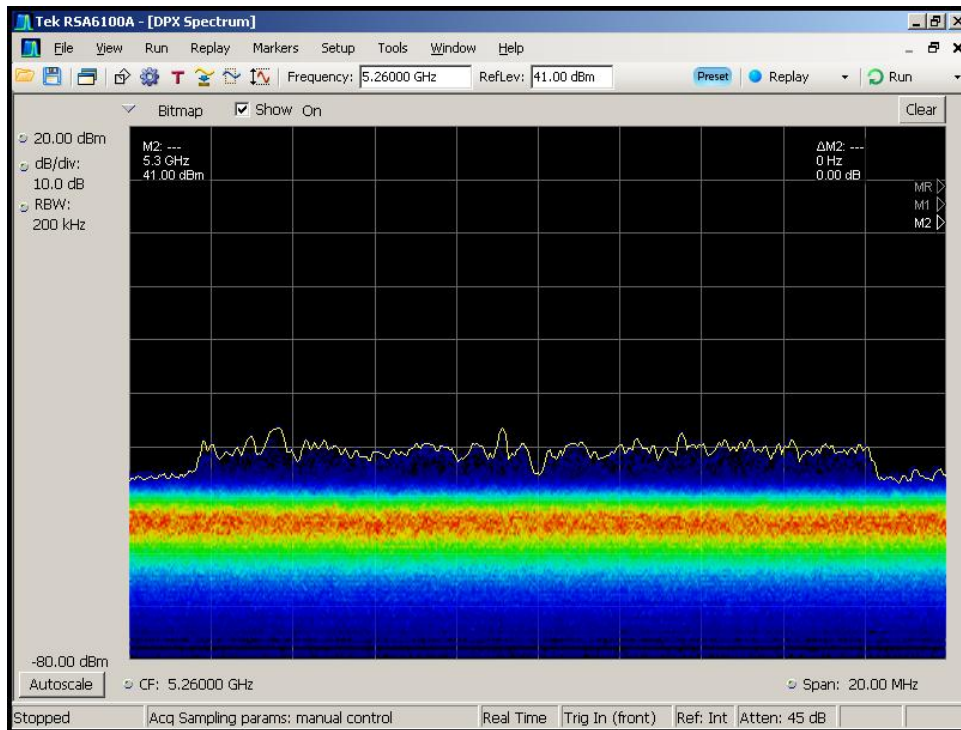 Tek RSA6100A - [DPX Spectrum]
File View Run Replay Markers Setup Tools Window Help
T Frequency: 5.26000 GHz RefLev: 41.00 dBm Preset Replay Run
Bitmap Show On Clear
20.00 dBm
dB/div:
10.0 dB
RBW:
200 kHz
M2: ---
5.3 GHz
41.00 dBm
ΔM2: ---
0 Hz
0.00 dB
MR
M1
M2
-80.00 dBm
Autoscale CF: 5.26000 GHz Span: 20.00 MHz
Stopped Acq Sampling params: manual control Real Time Trig In (front) Ref: Int Atten: 45 dB